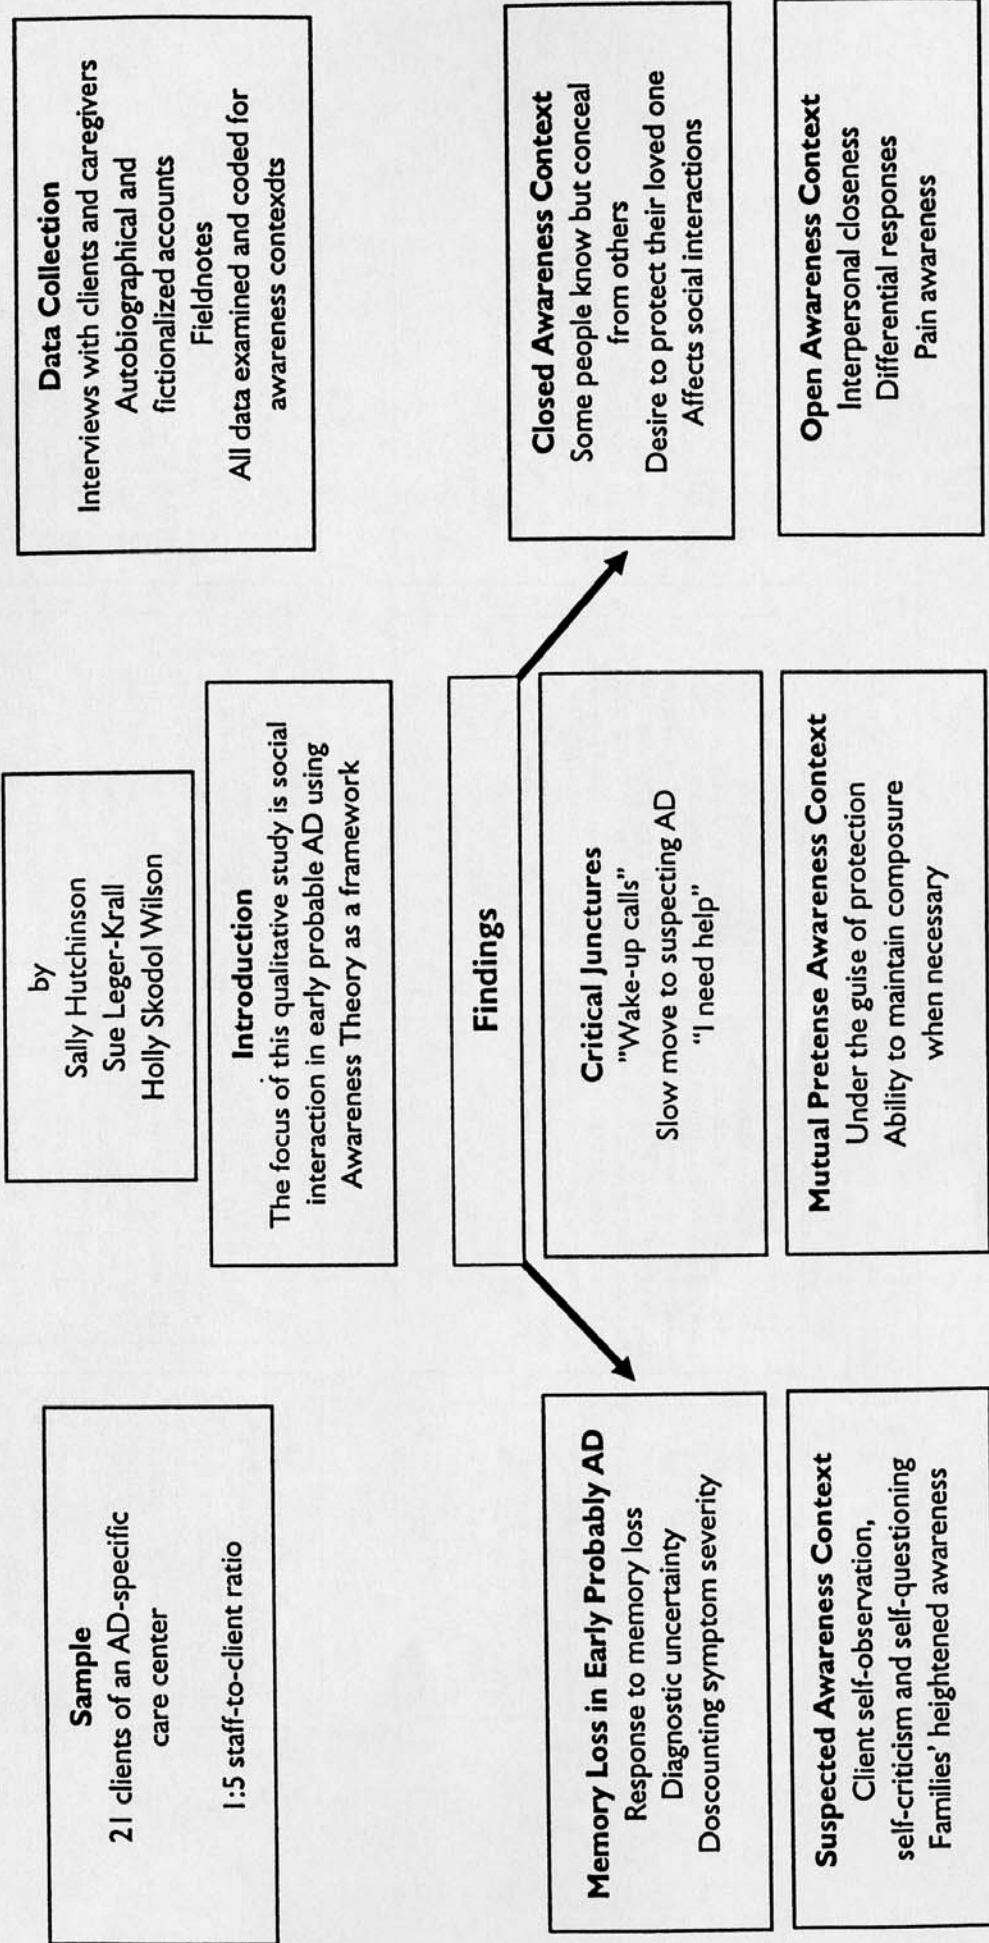 by
Sally Hutchinson
Sue Leger-Krall
Holly Skodol Wilson
Sample
21 clients of an AD-specific
care center
1:5 staff-to-client ratio
Introduction
The focus of this qualitative study is social
interaction in early probable AD using
Awareness Theory as a framework
Data Collection
Interviews with clients and caregivers
Autobiographical and
fictionalized accounts
Fieldnotes
All data examined and coded for
awareness contexdts
Findings
Memory Loss in Early Probably AD
Response to memory loss
Diagnostic uncertainty
Doscounting symptom severity
Critical Junctures
"Wake-up calls”
Slow move to suspecting AD
“I need help”
Closed Awareness Context
Some people know but conceal
from others
Desire to protect their loved one
Affects social interactions
Suspected Awareness Context
Client self-observation,
self-criticism and self-questioning
Families’ heightened awareness
Mutual Pretense Awareness Context
Under the guise of protection
Ability to maintain composure
when necessary
Open Awareness Context
Interpersonal closeness
Differential responses
Pain awareness